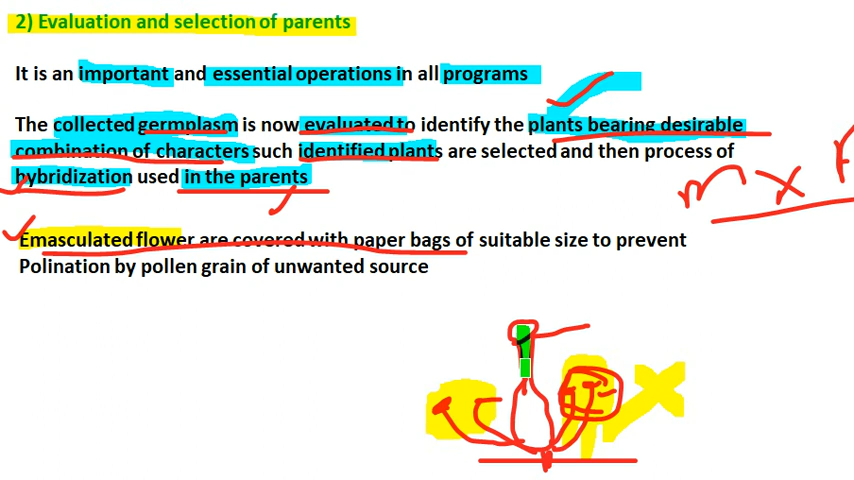 2) Evaluation and selection of parents
It is an important and essential operations in all programs
The collected germplasm is now evaluated to identify the plants bearing desirable
combination of characters such identified plants are selected and then process of
hybridization used in the parents
m x F
Emasculated flower are covered with paper bags of suitable size to prevent
Polination by pollen grain of unwanted source